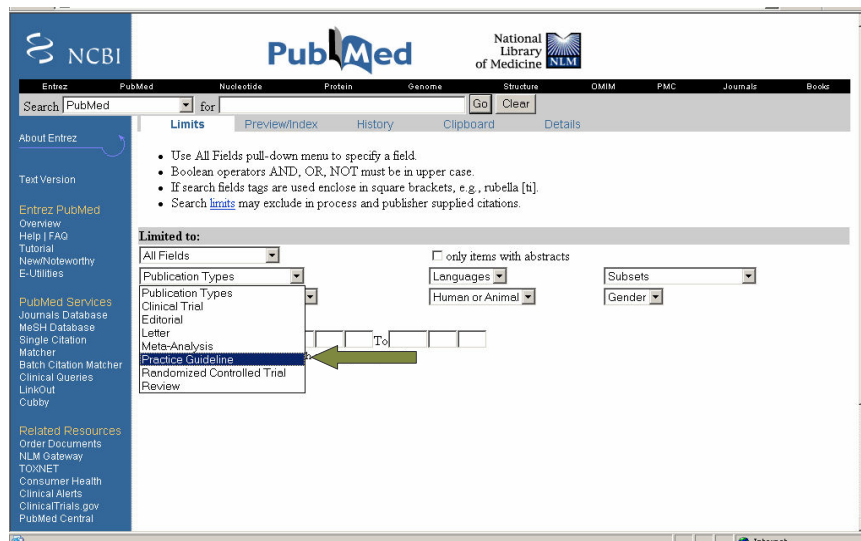 NCBI
PubMed
National
Library
of Medicine NLM
Entrez PubMed Nucleotide Protein Genome Structure OMIM PMC Journals Books
Search PubMed for Go Clear
Limits Preview/Index History Clipboard Details
About Entrez
Text Version
Entrez PubMed
Overview
Help | FAQ
Tutorial
New/Noteworthy
E-Utilities
PubMed Services
Journals Database
MeSH Database
Single Citation
Matcher
Batch Citation Matcher
Clinical Queries
LinkOut
Cubby
Related Resources
Order Documents
NLM Gateway
TOXNET
Consumer Health
Clinical Alerts
ClinicalTrials.gov
PubMed Central
• Use All Fields pull-down menu to specify a field.
• Boolean operators AND, OR, NOT must be in upper case.
• If search fields tags are used enclose in square brackets, e.g., rubella [ti].
• Search limits may exclude in process and publisher supplied citations.
Limited to:
All Fields only items with abstracts
Publication Types Languages Subsets
Human or Animal Gender
Publication Types
Clinical Trial
Editorial
Letter
Meta-Analysis
Practice Guideline
Randomized Controlled Trial
Review
To